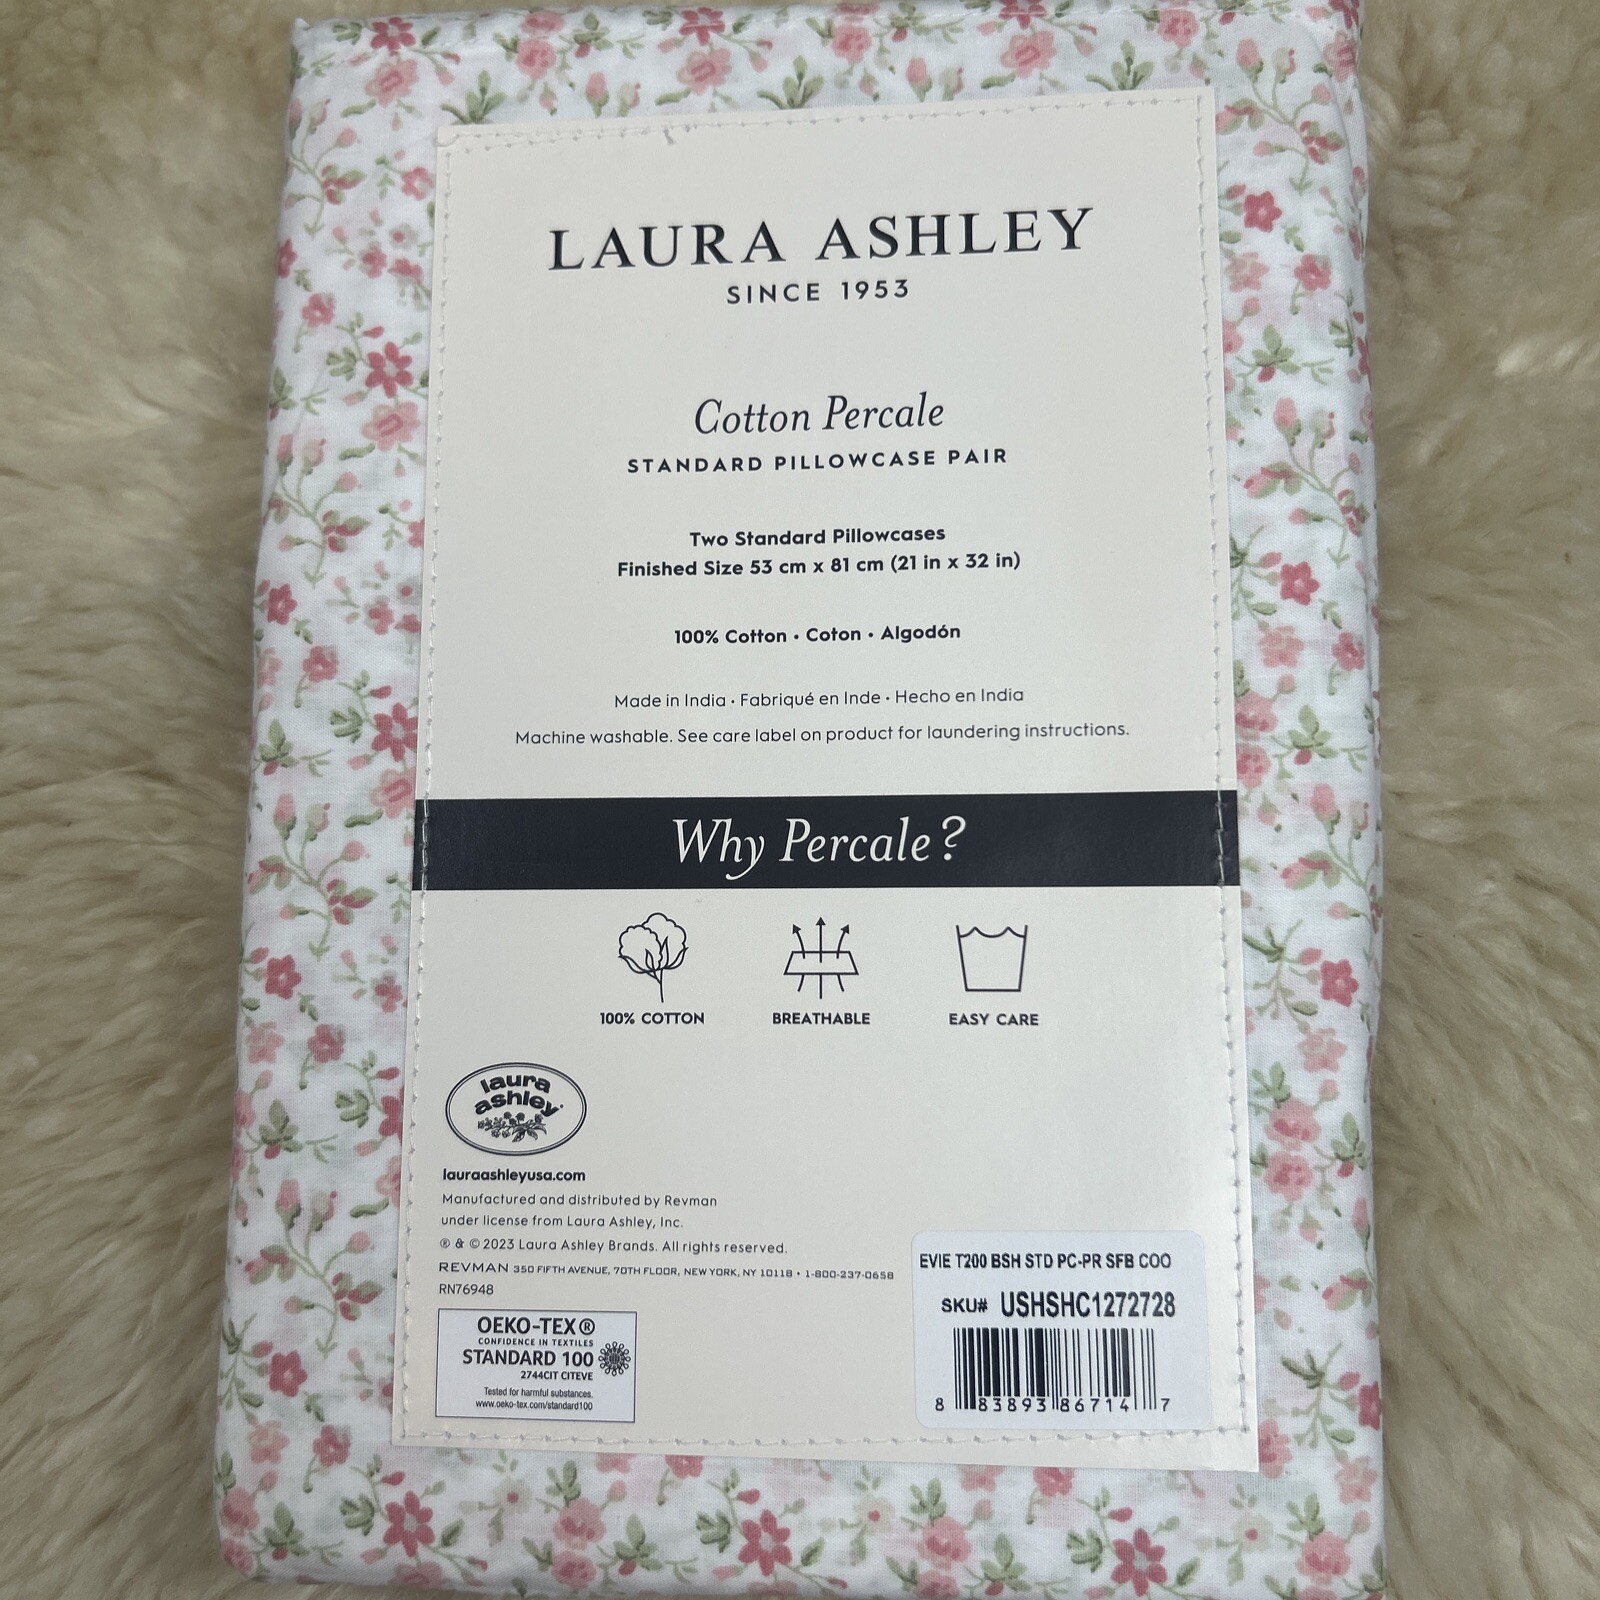 LAURA ASHLEY
SINCE 1953
Cotton Percale
STANDARD PILLOWCASE PAIR
Two Standard Pillowcases
Finished Size 53 cm x 81 cm (21 in x 32 in)
100% Cotton • Coton • Algodón
Made in India • Fabriqué en Inde • Hecho en India
Machine washable. See care label on product for laundering instructions.
Why Percale?
100% COTTON
BREATHABLE
EASY CARE
laura
ashley
lauraashleyusa.com
Manufactured and distributed by Revman
under license from Laura Ashley, Inc.
® & © 2023 Laura Ashley Brands. All rights reserved.
REVMAN 350 FIFTH AVENUE, 70TH FLOOR, NEW YORK, NY 10118 • 1-800-237-0658
RN76948
OEKO-TEX®
CONFIDENCE IN TEXTILES
STANDARD 100
2744CIT CITEVE
Tested for harmful substances.
www.oeko-tex.com/standard100
EVIE T200 BSH STD PC-PR SFB COO
SKU# USHSHC1272728
8 83893 86714 7